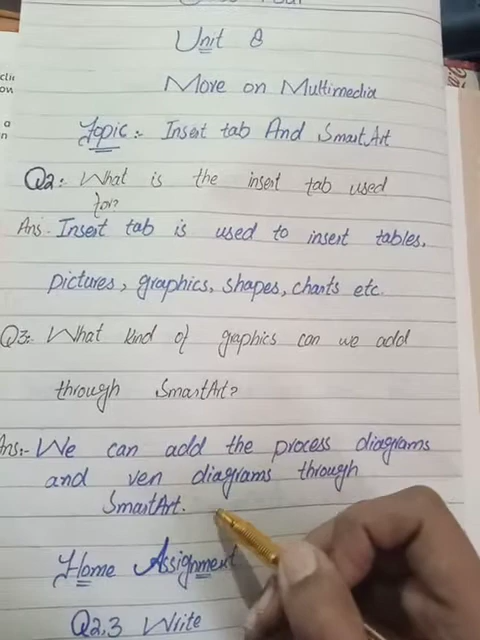 Unit 8
More on Multimedia
Topic :- Insert tab And SmartArt
Q2: What is the insert tab used
for?
Ans - Insert tab is used to insert tables,
pictures, graphics, shapes, charts etc.
Q3:- What kind of graphics can we add
through SmartArt?
Ans:- We can add the process diagrams
and ven diagrams through
SmartArt.
Home Assignment
Q2,3 Write